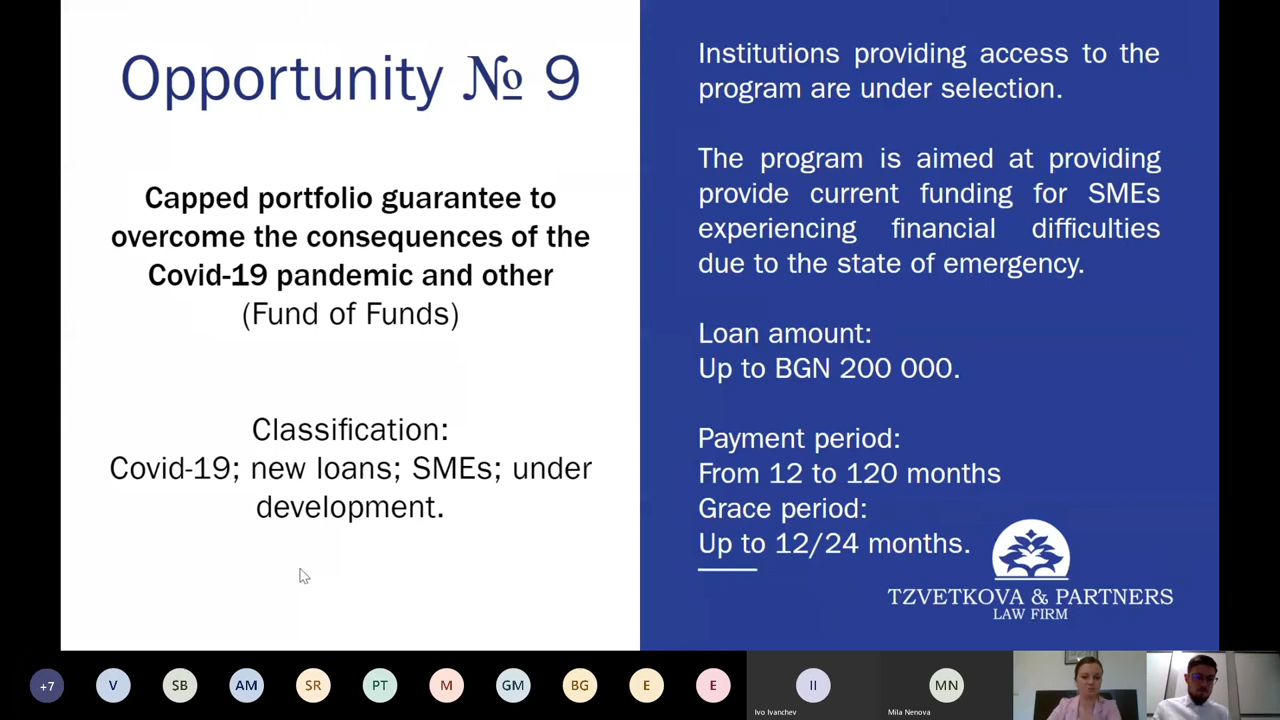 Opportunity № 9
Capped portfolio guarantee to
overcome the consequences of the
Covid-19 pandemic and other
(Fund of Funds)
Classification:
Covid-19; new loans; SMEs; under
development.
Institutions providing access to the
program are under selection.
The program is aimed at providing
provide current funding for SMEs
experiencing financial difficulties
due to the state of emergency.
Loan amount:
Up to BGN 200 000.
Payment period:
From 12 to 120 months
Grace period:
Up to 12/24 months.
TZVETKOVA & PARTNERS
LAW FIRM
+7
V
SB
AM
SR
PT
M
GM
BG
E
E
II
MN
Ivo Ivanchev
Mila Nenova